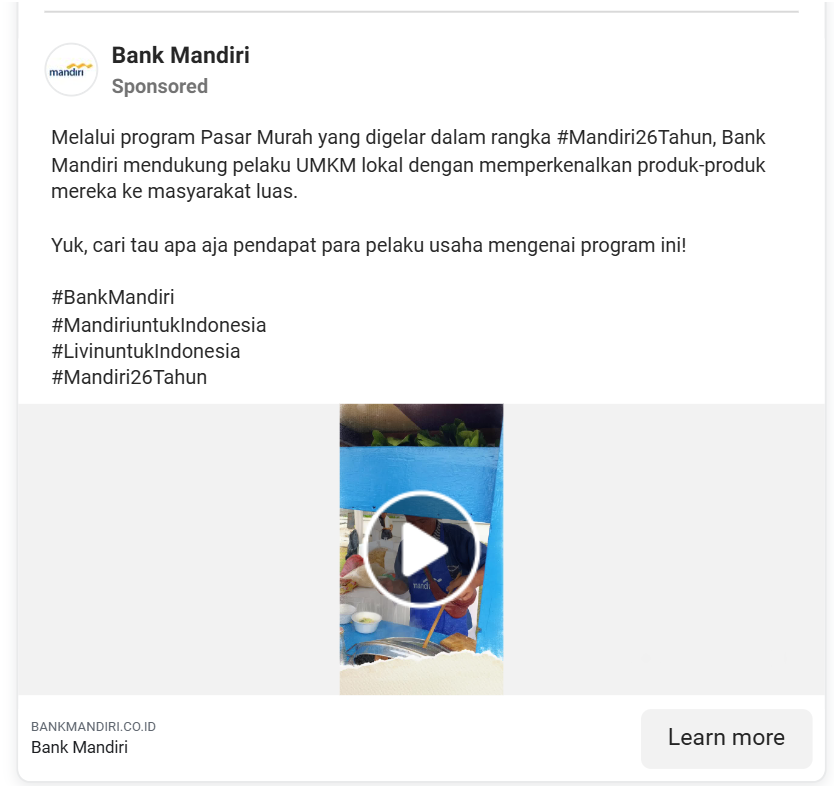 mandiri
Bank Mandiri
Sponsored
Melalui program Pasar Murah yang digelar dalam rangka #Mandiri26Tahun, Bank
Mandiri mendukung pelaku UMKM lokal dengan memperkenalkan produk-produk
mereka ke masyarakat luas.
Yuk, cari tau apa aja pendapat para pelaku usaha mengenai program ini!
#BankMandiri
#MandiriuntukIndonesia
#LivinuntukIndonesia
#Mandiri26Tahun
mandiri
BANKMANDIRI.CO.ID
Bank Mandiri
Learn more